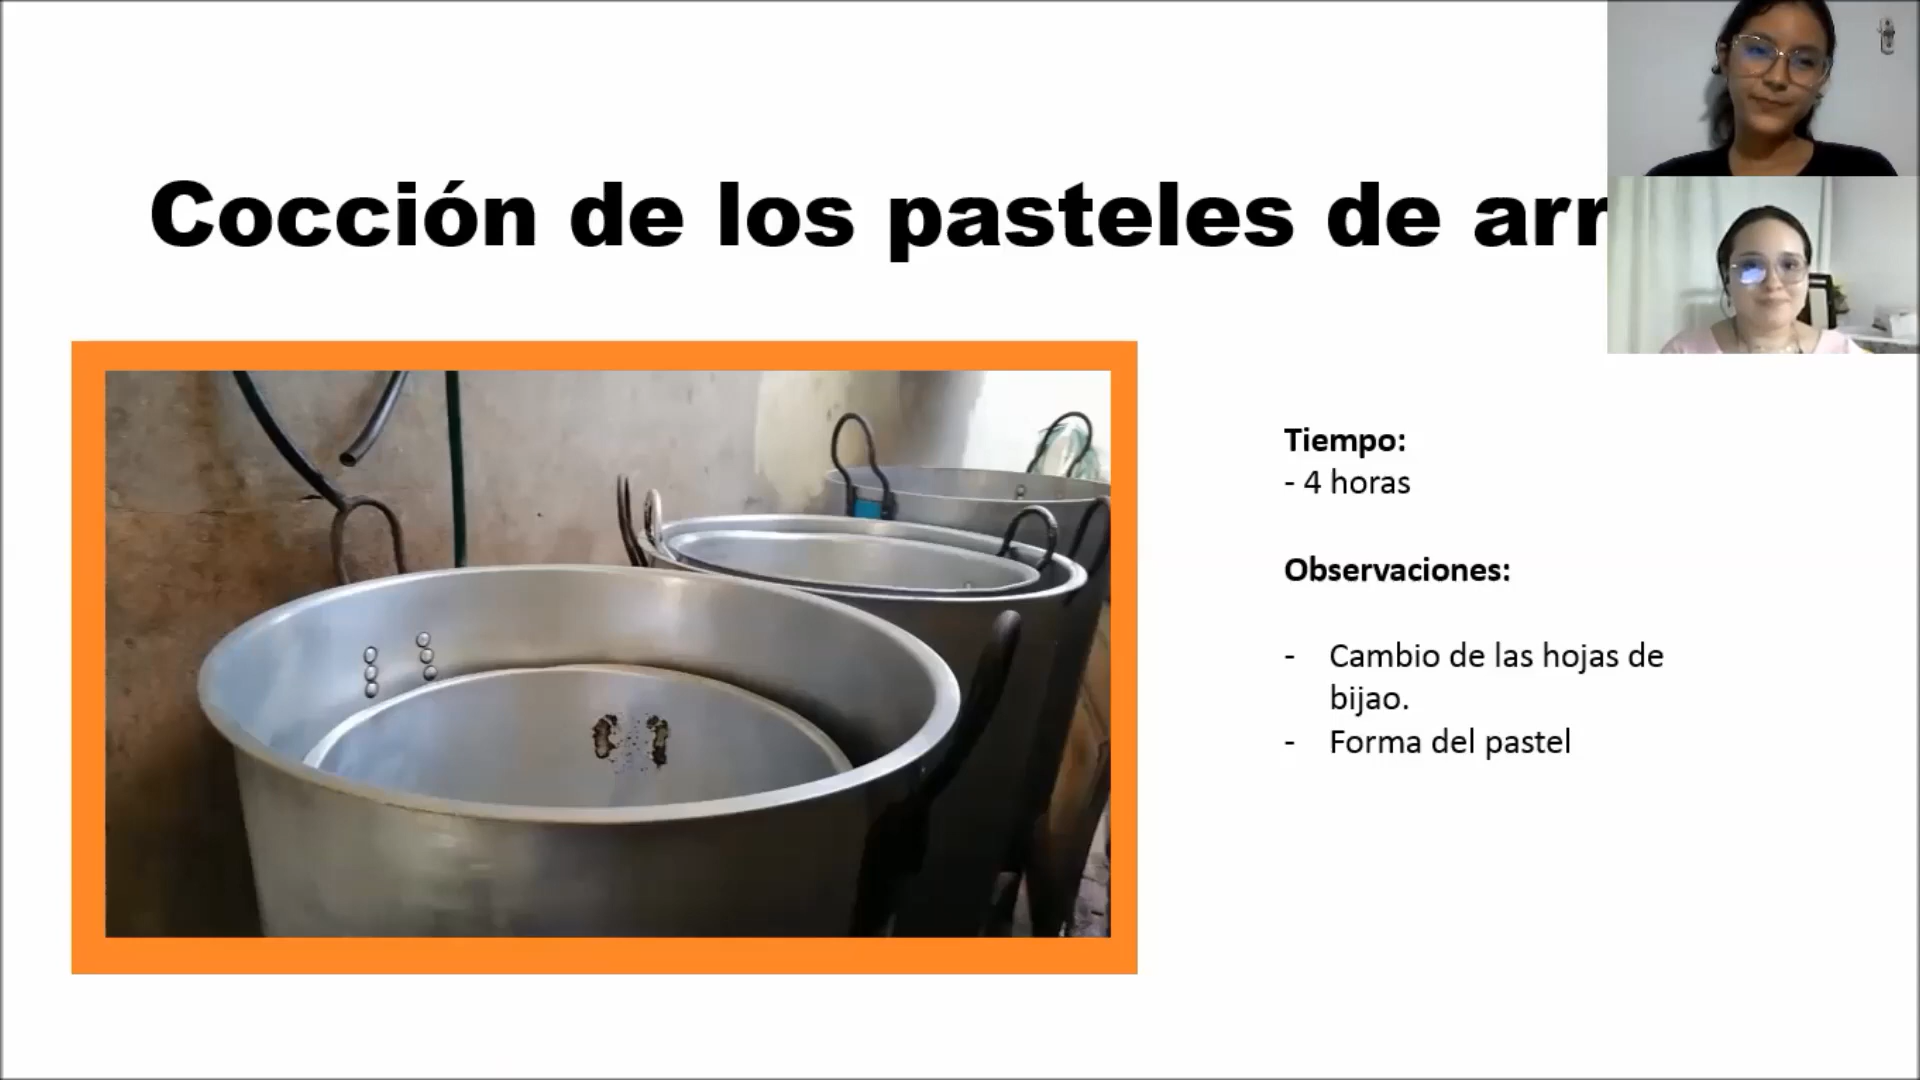 Cocción de los pasteles de arr
Tiempo:
- 4 horas
Observaciones:
- Cambio de las hojas de
bijao.
- Forma del pastel